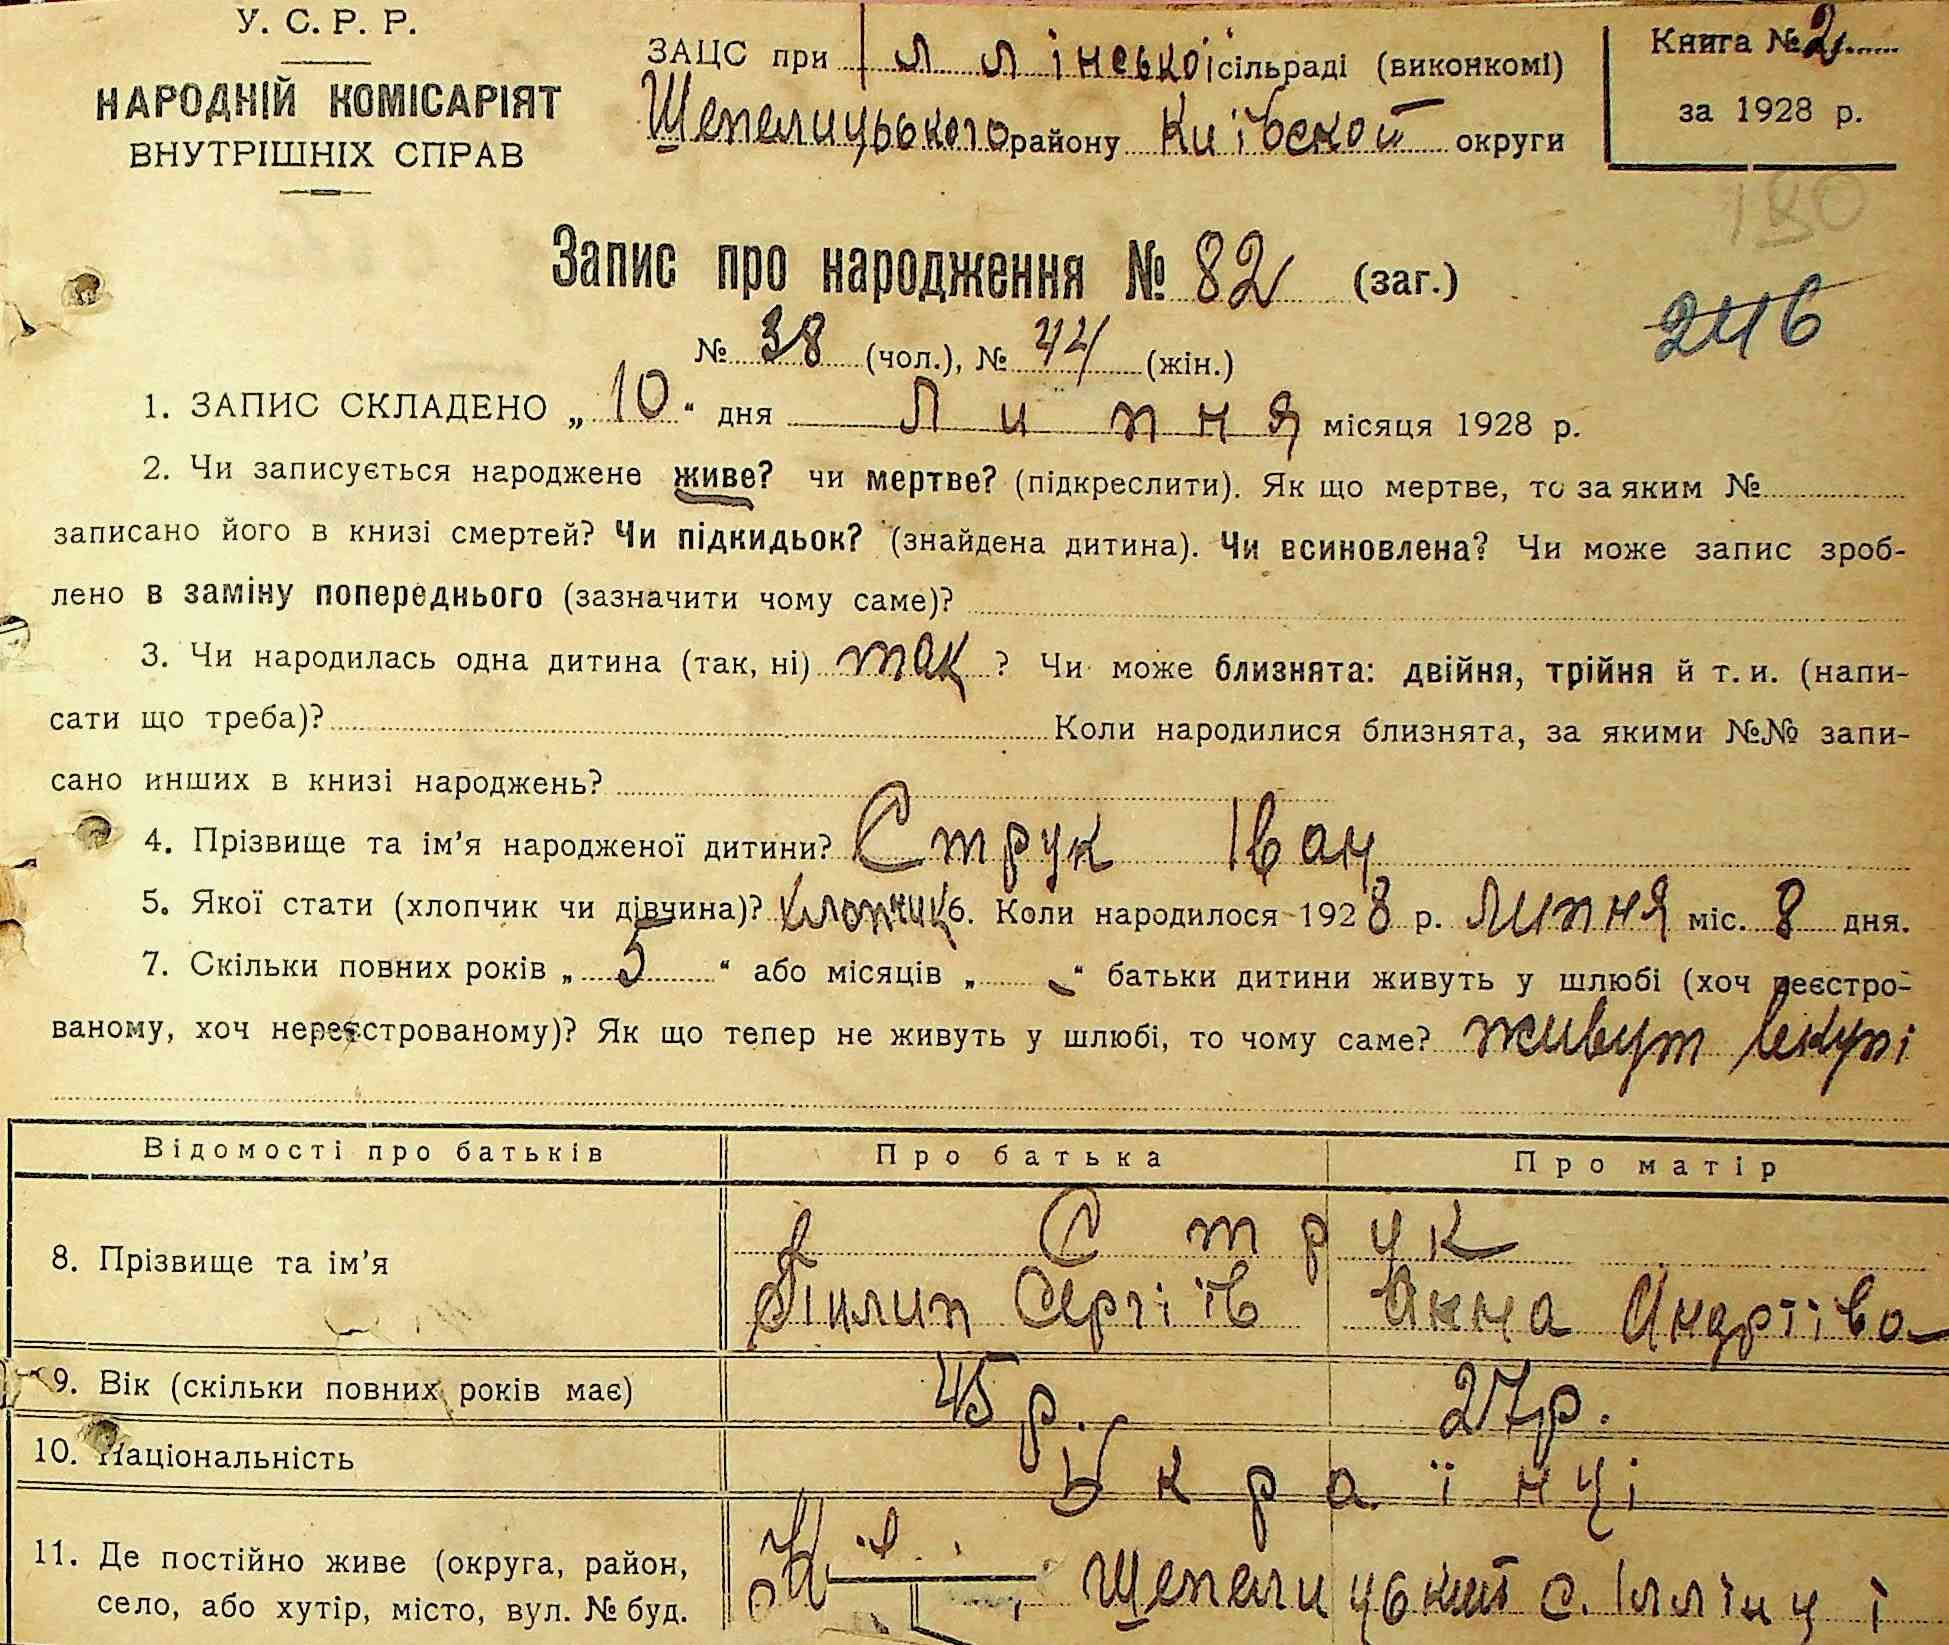 У. С. Р. Р.
НАРОДНІЙ КОМІСАРІЯТ
ВНУТРІШНІХ СПРАВ
ЗАЦС при Іллінської сільраді (виконкомі)
Шепелицького району Київской округи
Книга № 2
за 1928 р.
180
Запис про народження № 82 (заг.)
246
№ 38 (чол.), № 44 (жін.)
1. ЗАПИС СКЛАДЕНО „10“ дня Липня місяця 1928 р.
2. Чи записується народжене живе? чи мертве? (підкреслити). Як що мертве, то за яким №
записано його в книзі смертей? Чи підкидьок? (знайдена дитина). Чи всиновлена? Чи може запис зроб-
лено в заміну попереднього (зазначити чому саме)?
3. Чи народилась одна дитина (так, ні) так ? Чи може близнята: двійня, трійня й т. и. (напи-
сати що треба)? Коли народилися близнята, за якими №№ запи-
сано инших в книзі народжень?
4. Прізвище та ім'я народженої дитини? Струк Іван
5. Якої стати (хлопчик чи дівчина)? хлопчик 6. Коли народилося 1928 р. Липня міс. 8 дня.
7. Скільки повних років „5“ або місяців „-“ батьки дитини живуть у шлюбі (хоч реєстро-
ваному, хоч нереєстрованому)? Як що тепер не живуть у шлюбі, то чому саме? живут вкупі
Відомості про батьків Про батька Про матір
8. Прізвище та ім'я Струк
Пилип Сергіїв Анна Андріїва
9. Вік (скільки повних років має) 45 р. 27 р.
10. Національність Українці
11. Де постійно живе (округа, район,
село, або хутір, місто, вул. № буд.
Шепелицький с. Іллінці